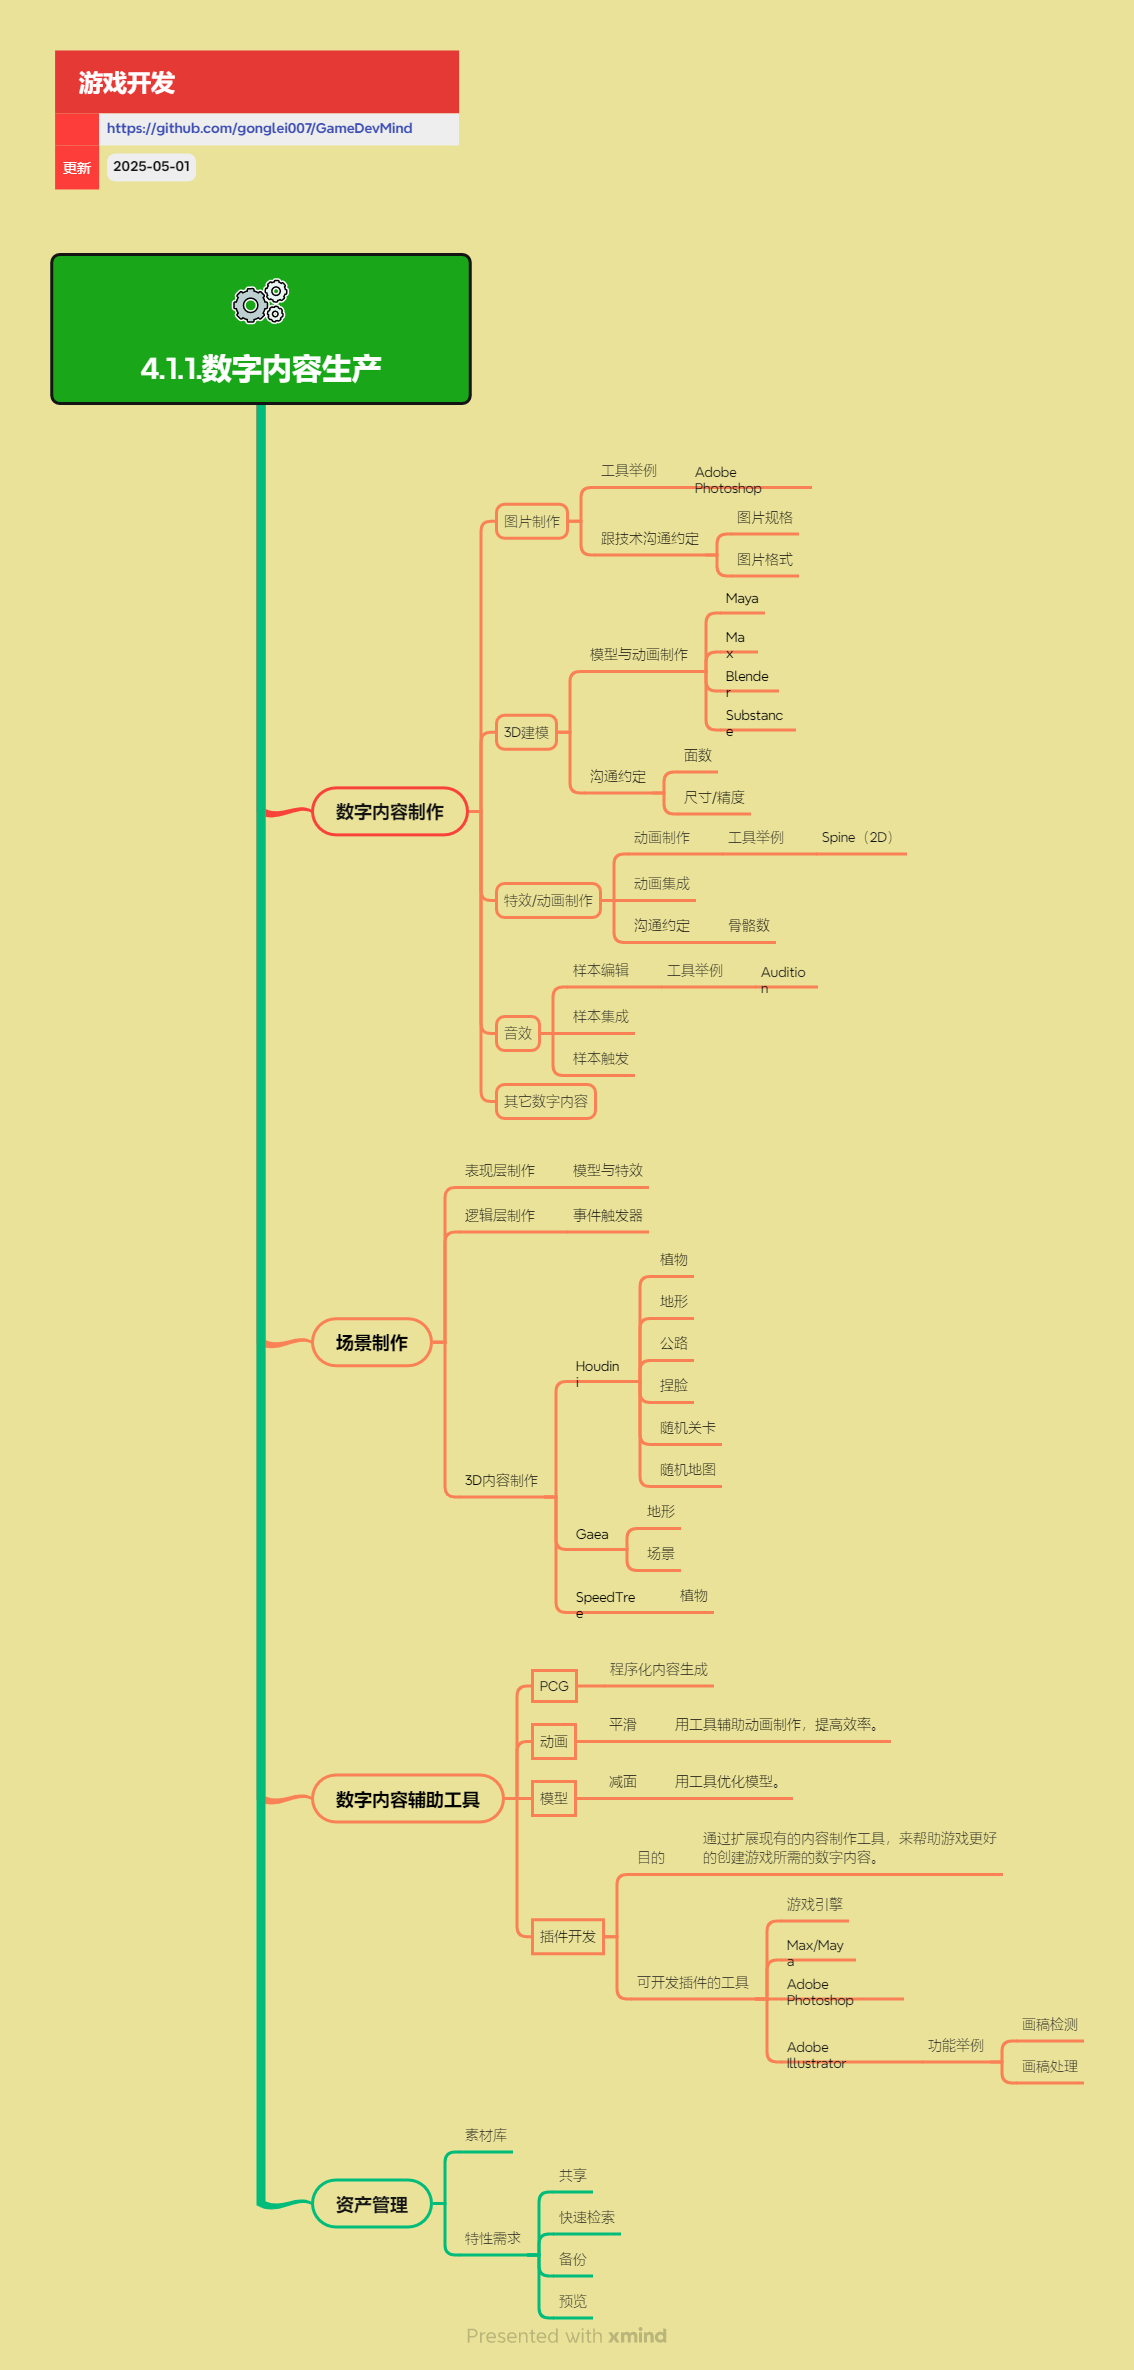 游戏开发
https://github.com/gonglei007/GameDevMind
更新
2025-05-01
4.1.1.数字内容生产
数字内容制作
图片制作
工具举例
Adobe
Photoshop
跟技术沟通约定
图片规格
图片格式
3D建模
模型与动画制作
Maya
Ma
x
Blende
r
Substanc
e
沟通约定
面数
尺寸/精度
特效/动画制作
动画制作
工具举例
Spine（2D）
动画集成
沟通约定
骨骼数
音效
样本编辑
工具举例
Auditio
n
样本集成
样本触发
其它数字内容
场景制作
表现层制作
模型与特效
逻辑层制作
事件触发器
3D内容制作
Houdin
i
植物
地形
公路
捏脸
随机关卡
随机地图
Gaea
地形
场景
SpeedTre
e
植物
数字内容辅助工具
PCG
程序化内容生成
动画
平滑
用工具辅助动画制作，提高效率。
模型
减面
用工具优化模型。
插件开发
目的
通过扩展现有的内容制作工具，来帮助游戏更好
的创建游戏所需的数字内容。
可开发插件的工具
游戏引擎
Max/May
a
Adobe
Photoshop
Adobe
Illustrator
功能举例
画稿检测
画稿处理
资产管理
素材库
特性需求
共享
快速检索
备份
预览
Presented with xmind